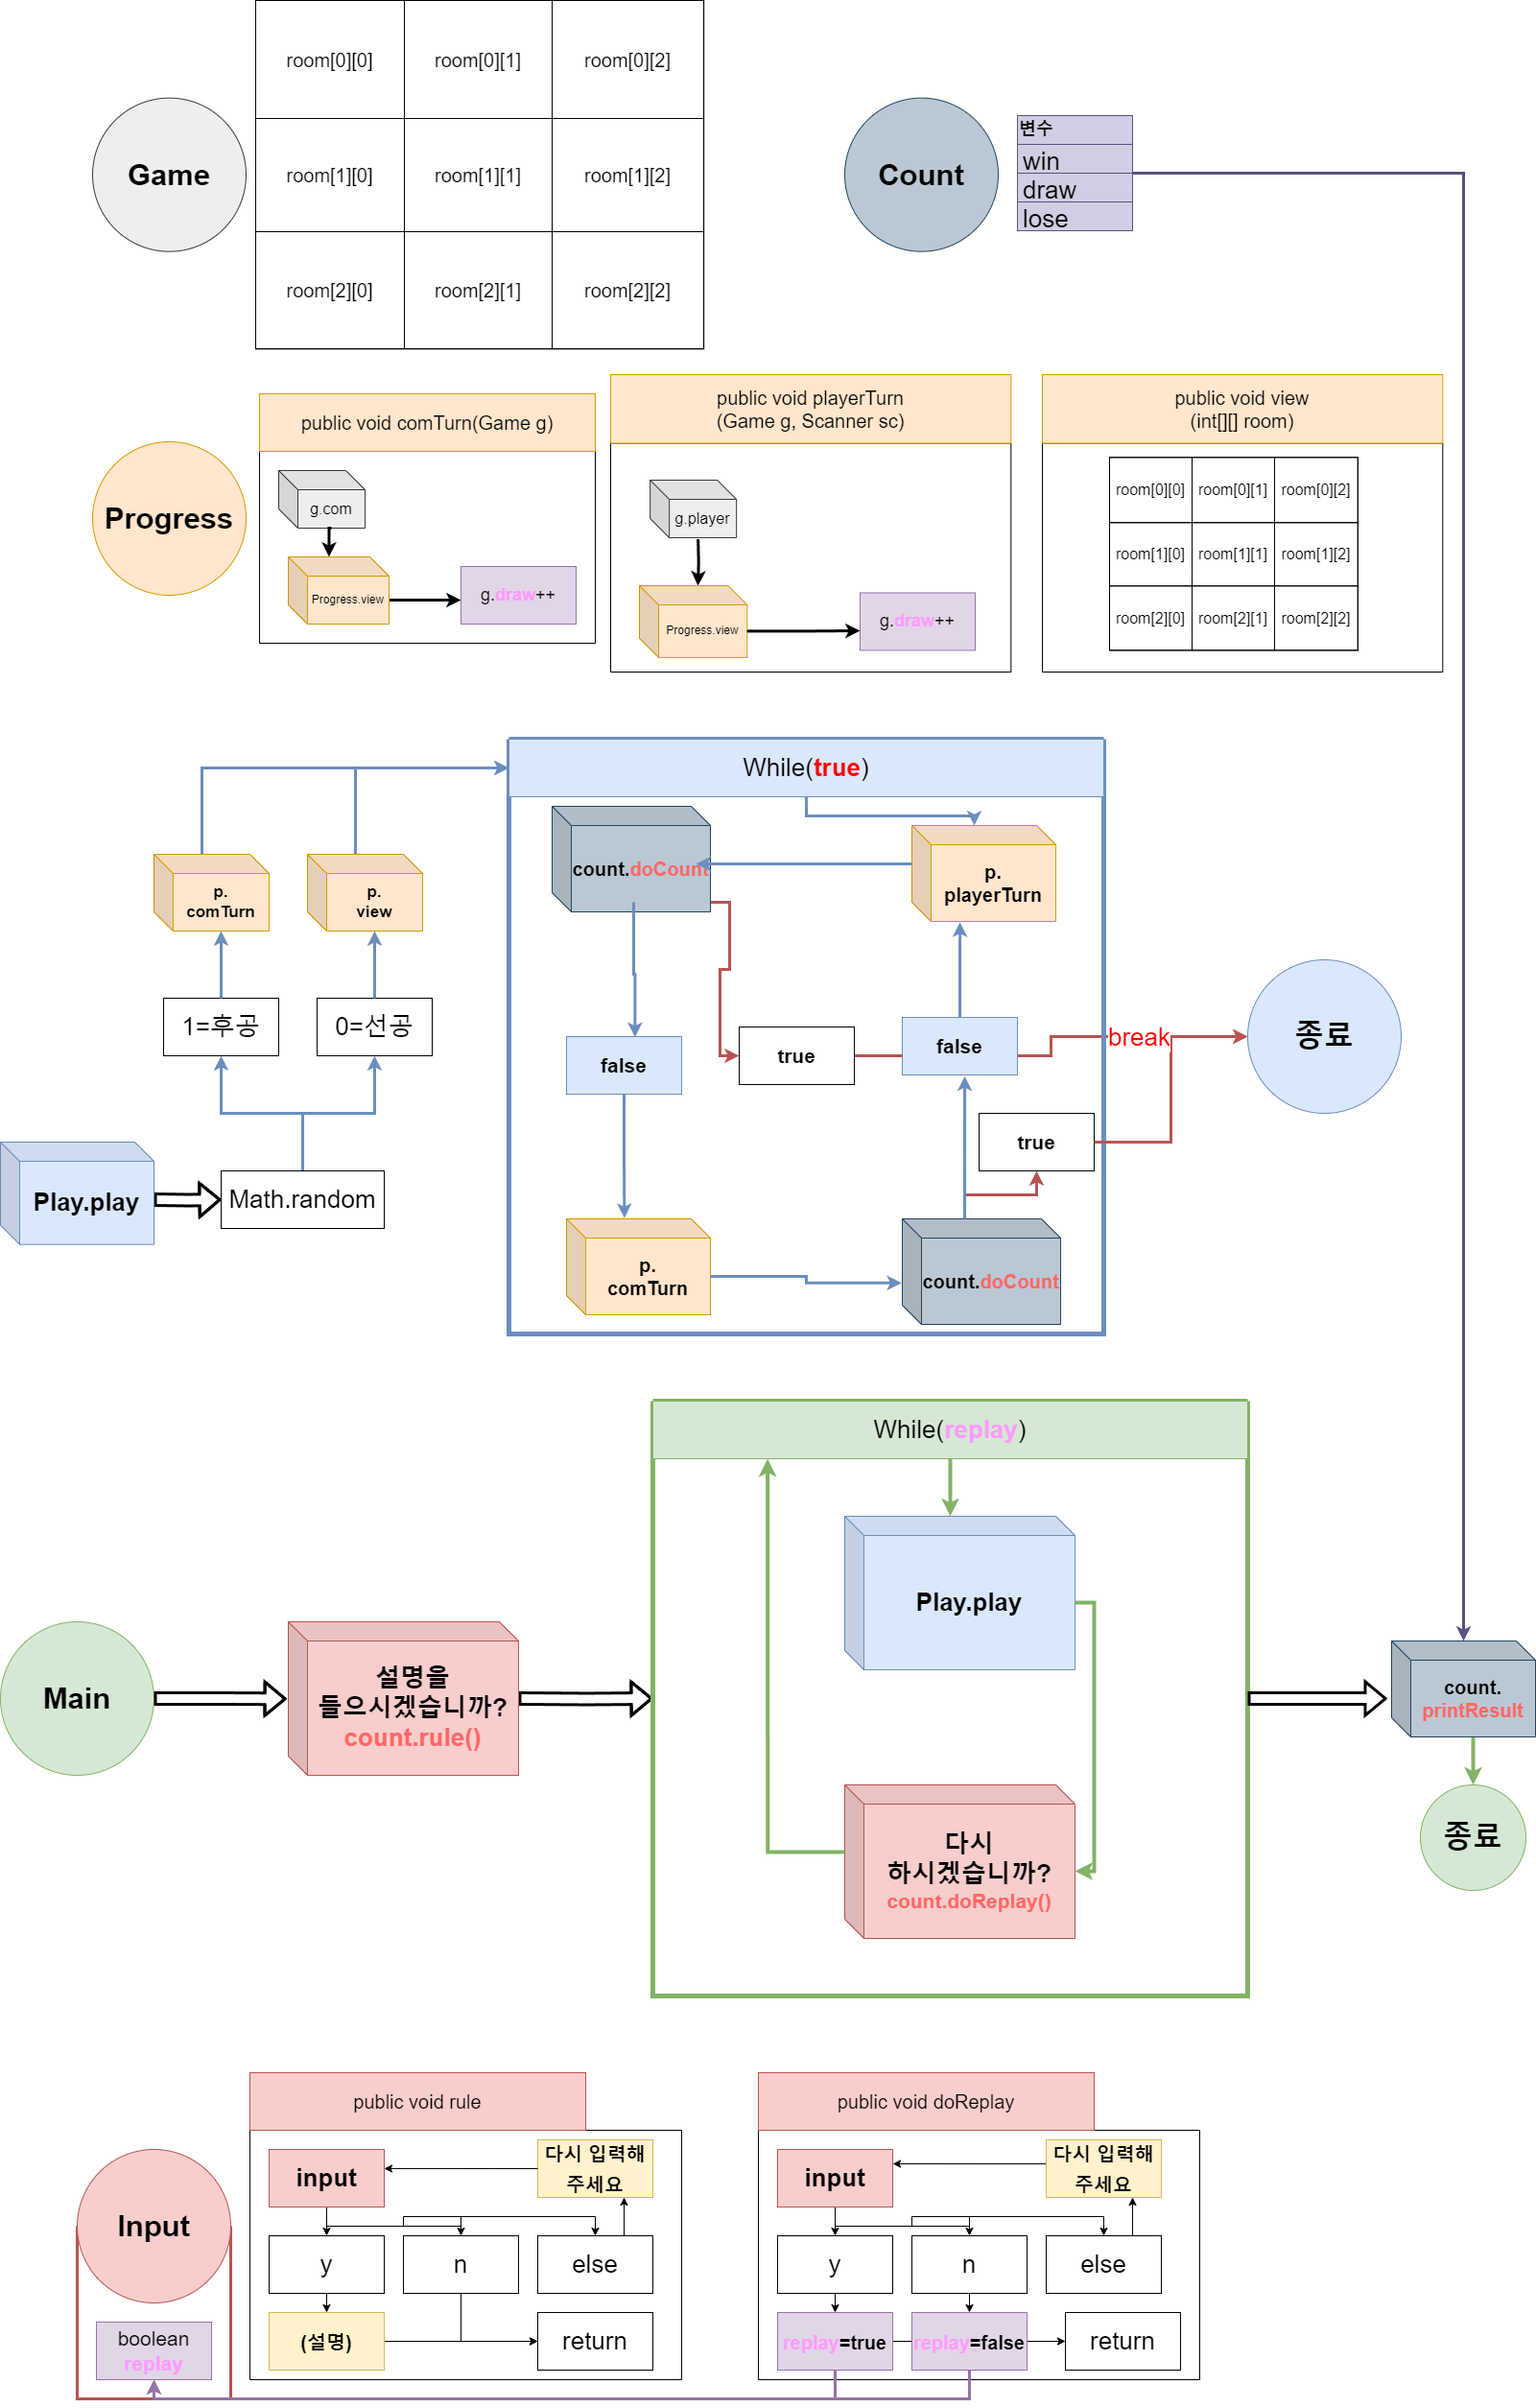 Game
room[0][0]
room[0][1]
room[0][2]
room[1][0]
room[1][1]
room[1][2]
room[2][0]
room[2][1]
room[2][2]
Count
변수
win
draw
lose
Progress
public void comTurn(Game g)
g.com
Progress.view
g.draw++
public void playerTurn
(Game g, Scanner sc)
g.player
Progress.view
g.draw++
public void view
(int[][] room)
room[0][0]
room[0][1]
room[0][2]
room[1][0]
room[1][1]
room[1][2]
room[2][0]
room[2][1]
room[2][2]
While(true)
count.doCount
p.
playerTurn
p.
comTurn
p.
view
1=후공
0=선공
false
true
false
break
종료
true
Play.play
Math.random
p.
comTurn
count.doCount
While(replay)
Play.play
Main
설명을
들으시겠습니까?
count.rule()
다시
하시겠습니까?
count.doReplay()
count.
printResult
종료
Input
boolean
replay
public void rule
input
다시 입력해
주세요
y
n
else
(설명)
return
public void doReplay
input
다시 입력해
주세요
y
n
else
replay=true
replay=false
return